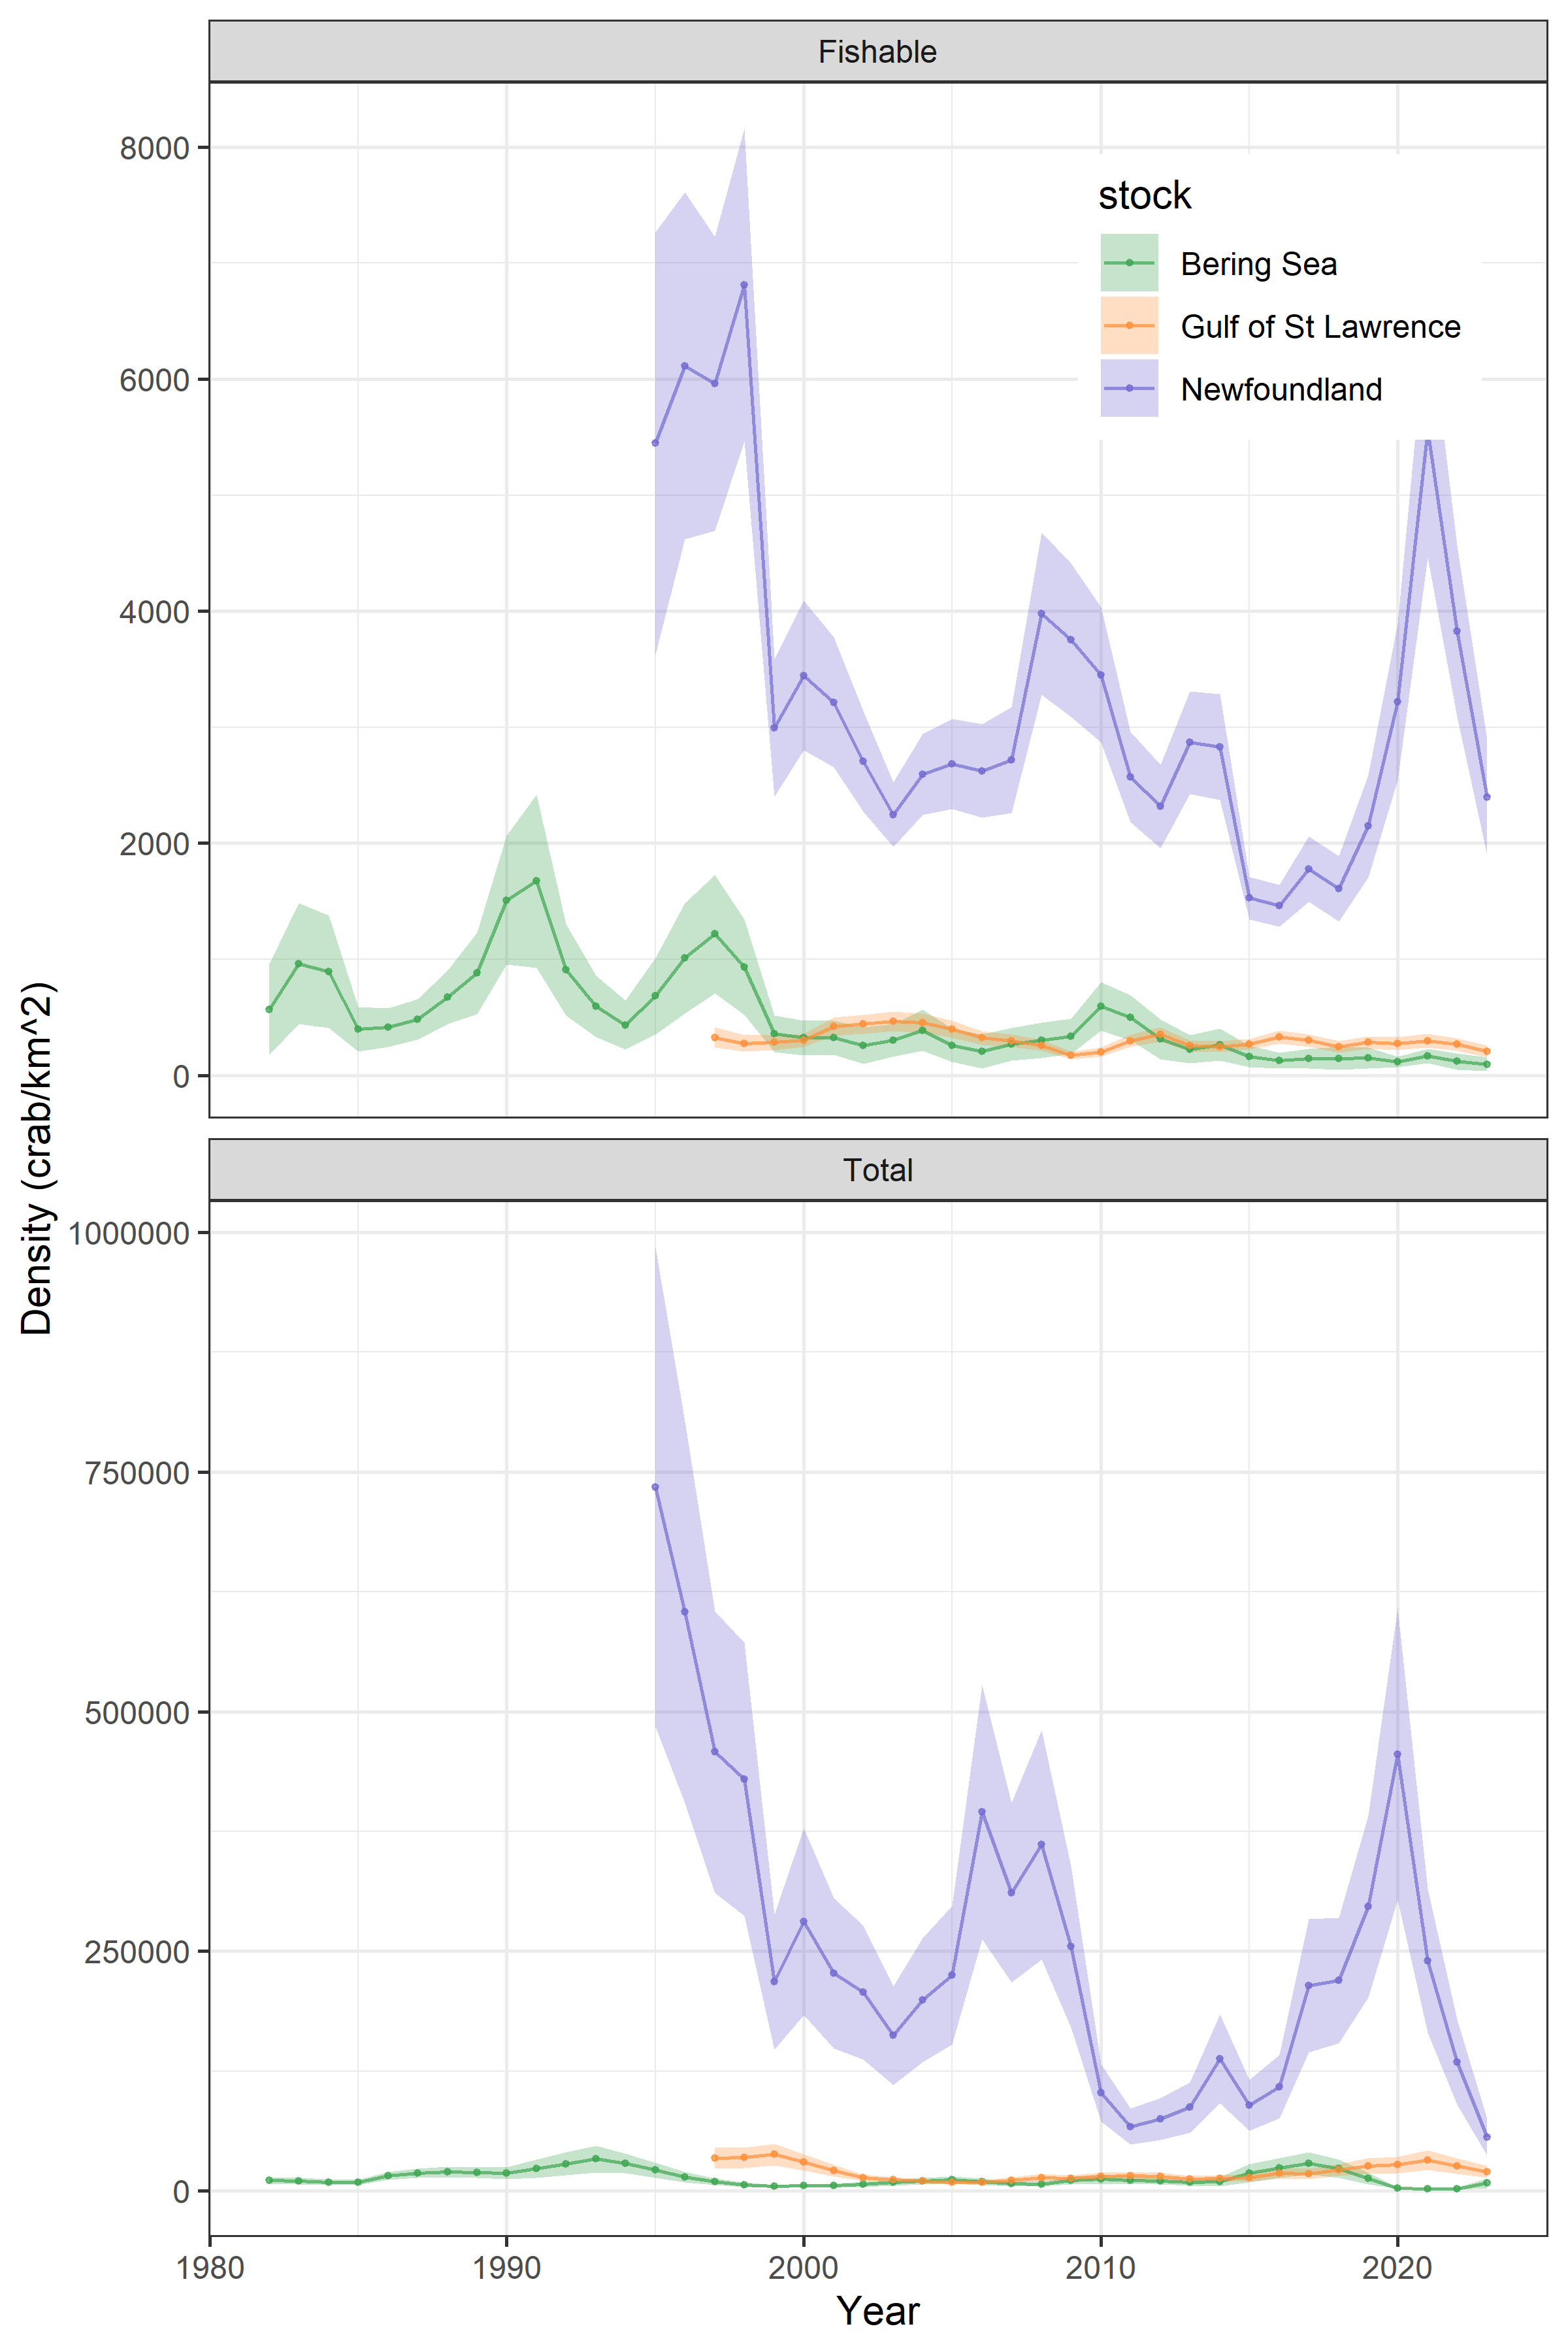 Fishable
8000
6000
4000
2000
0
stock
Bering Sea
Gulf of St Lawrence
Newfoundland
Density (crab/km^2)
Total
1000000
750000
500000
250000
0
1980 1990 2000 2010 2020
Year